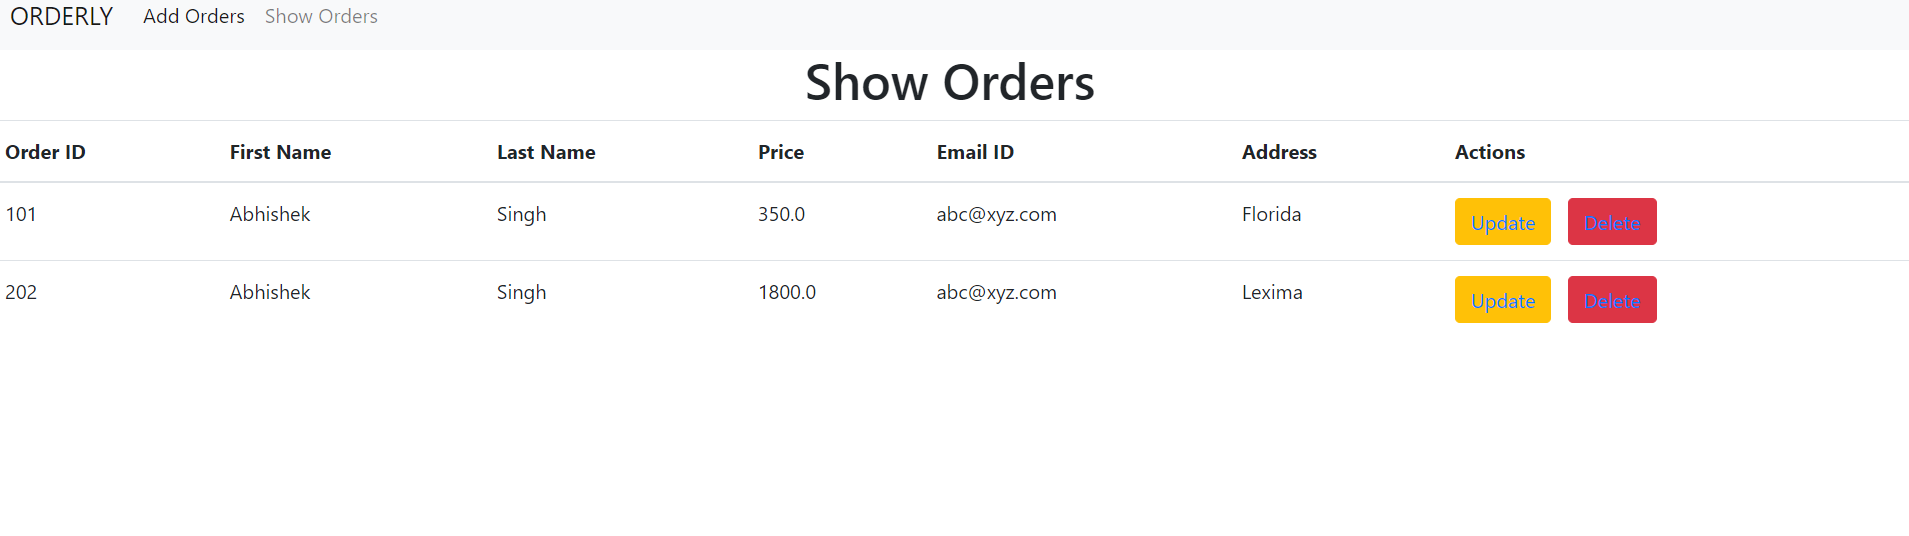 ORDERLY Add Orders Show Orders
Show Orders
Order ID First Name Last Name Price Email ID Address Actions
101 Abhishek Singh 350.0 abc@xyz.com Florida Update Delete
202 Abhishek Singh 1800.0 abc@xyz.com Lexima Update Delete